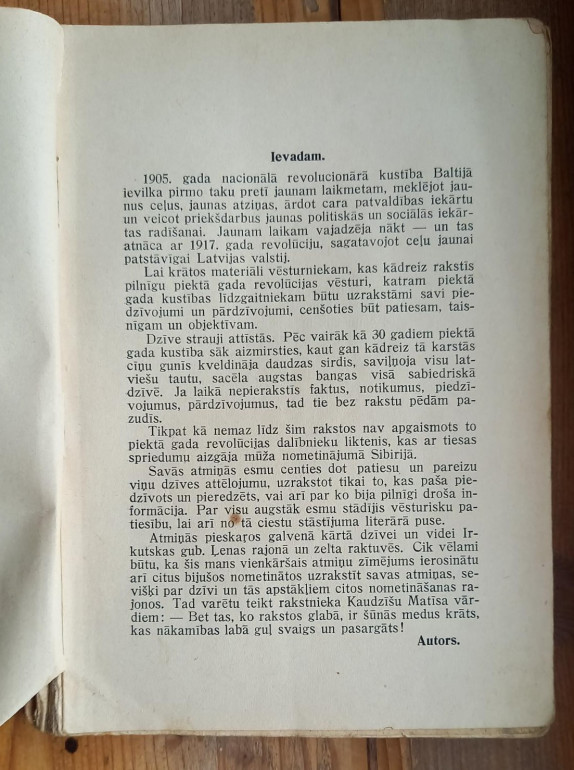 Ievadam.
1905. gada nacionālā revolucionārā kustība Baltijā
ievilka pirmo taku pretī jaunam laikmetam, meklējot jau-
nus ceļus, jaunas atziņas, ārdot cara patvaldības iekārtu
un veicot priekšdarbus jaunas politiskās un sociālās iekār-
tas radīšanai. Jaunam laikam vajadzēja nākt — un tas
atnāca ar 1917. gada revolūciju, sagatavojot ceļu jaunai
patstāvīgai Latvijas valstij.
Lai krātos materiāli vēsturniekam, kas kādreiz rakstīs
pilnīgu piektā gada revolūcijas vēsturi, katram piektā
gada kustības līdzgaitniekam būtu uzrakstāmi savi pie-
dzīvojumi un pārdzīvojumi, cenšoties būt patiesam, tais-
nīgam un objektīvam.
Dzīve strauji attīstās. Pēc vairāk kā 30 gadiem piektā
gada kustība sāk aizmirsties, kaut gan kādreiz tā karstās
cīņu gunīs kveldināja daudzas sirdis, saviļņoja visu lat-
viešu tautu, sacēla augstas bangas visā sabiedriskā
dzīvē. Ja laikā nepierakstīs faktus, notikumus, piedzī-
vojumus, pārdzīvojumus, tad tie bez rakstu pēdām pa-
zudīs.
Tikpat kā nemaz līdz šim rakstos nav apgaismots to
piektā gada revolūcijas dalībnieku liktenis, kas ar tiesas
spriedumu aizgāja mūža nometinājumā Sibirijā.
Savās atmiņās esmu centies dot patiesu un pareizu
viņu dzīves attēlojumu, uzrakstot tikai to, kas paša pie-
dzīvots un pieredzēts, vai arī par ko bija pilnīgi droša in-
formācija. Par visu augstāk esmu stādījis vēsturisku pa-
tiesību, lai arī no tā ciestu stāstījuma literārā puse.
Atmiņās pieskaŗos galvenā kārtā dzīvei un videi Ir-
kutskas gub. Ļenas rajonā un zelta raktuvēs. Cik vēlami
būtu, ka šis mans vienkāršais atmiņu zīmējums ierosinātu
arī citus bijušos nometinātos uzrakstīt savas atmiņas, se-
višķi par dzīvi un tās apstākļiem citos nometināšanas ra-
jonos. Tad varētu teikt rakstnieka Kaudzīšu Matīsa vār-
diem: — Bet tas, ko rakstos glabā, ir šūnās medus krāts,
kas nākamības labā guļ svaigs un pasargāts!
Autors.